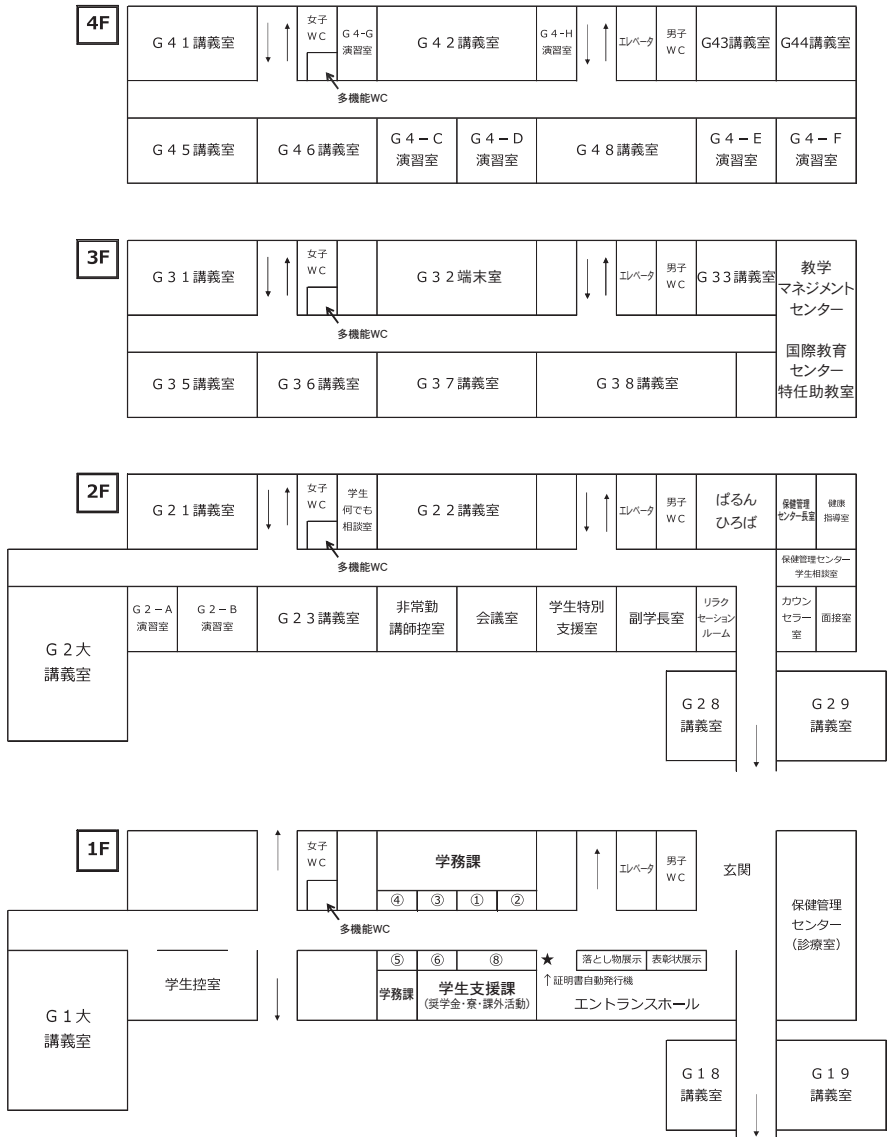 4F
G41講義室
女子
WC
G4-G
演習室
G42講義室
G4-H
演習室
エレベータ
男子
WC
G43講義室
G44講義室
多機能WC
G45講義室
G46講義室
G4-C
演習室
G4-D
演習室
G48講義室
G4-E
演習室
G4-F
演習室
3F
G31講義室
女子
WC
G32端末室
エレベータ
男子
WC
G33講義室
教学
マネジメント
センター
国際教育
センター
特任助教室
多機能WC
G35講義室
G36講義室
G37講義室
G38講義室
2F
G21講義室
女子
WC
学生
何でも
相談室
G22講義室
エレベータ
男子
WC
ぱるん
ひろば
保健管理
センター長室
健康
指導室
多機能WC
保健管理センター
学生相談室
G2大
講義室
G2-A
演習室
G2-B
演習室
G23講義室
非常勤
講師控室
会議室
学生特別
支援室
副学長室
リラク
セーション
ルーム
カウン
セラー
室
面接室
G28
講義室
G29
講義室
1F
女子
WC
学務課
④
③
①
②
エレベータ
男子
WC
玄関
保健管理
センター
(診療室)
多機能WC
G1大
講義室
学生控室
⑤
⑥
⑧
★
落とし物展示
表彰状展示
↑証明書自動発行機
学務課
学生支援課
(奨学金・寮・課外活動)
エントランスホール
G18
講義室
G19
講義室